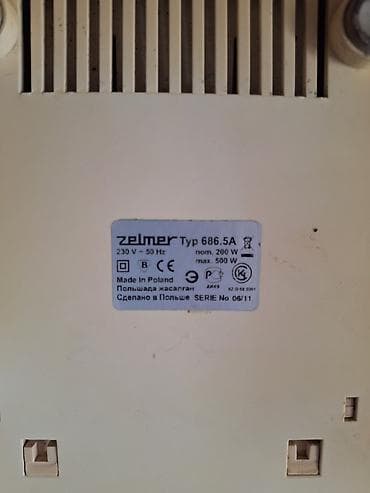 zelmer Typ 686.5A
230 V ~ 50 Hz nom. 200 W
max. 500 W
B CE
Made in Poland
Польшада жасалған
Сделано в Польше SERIE No 06/11